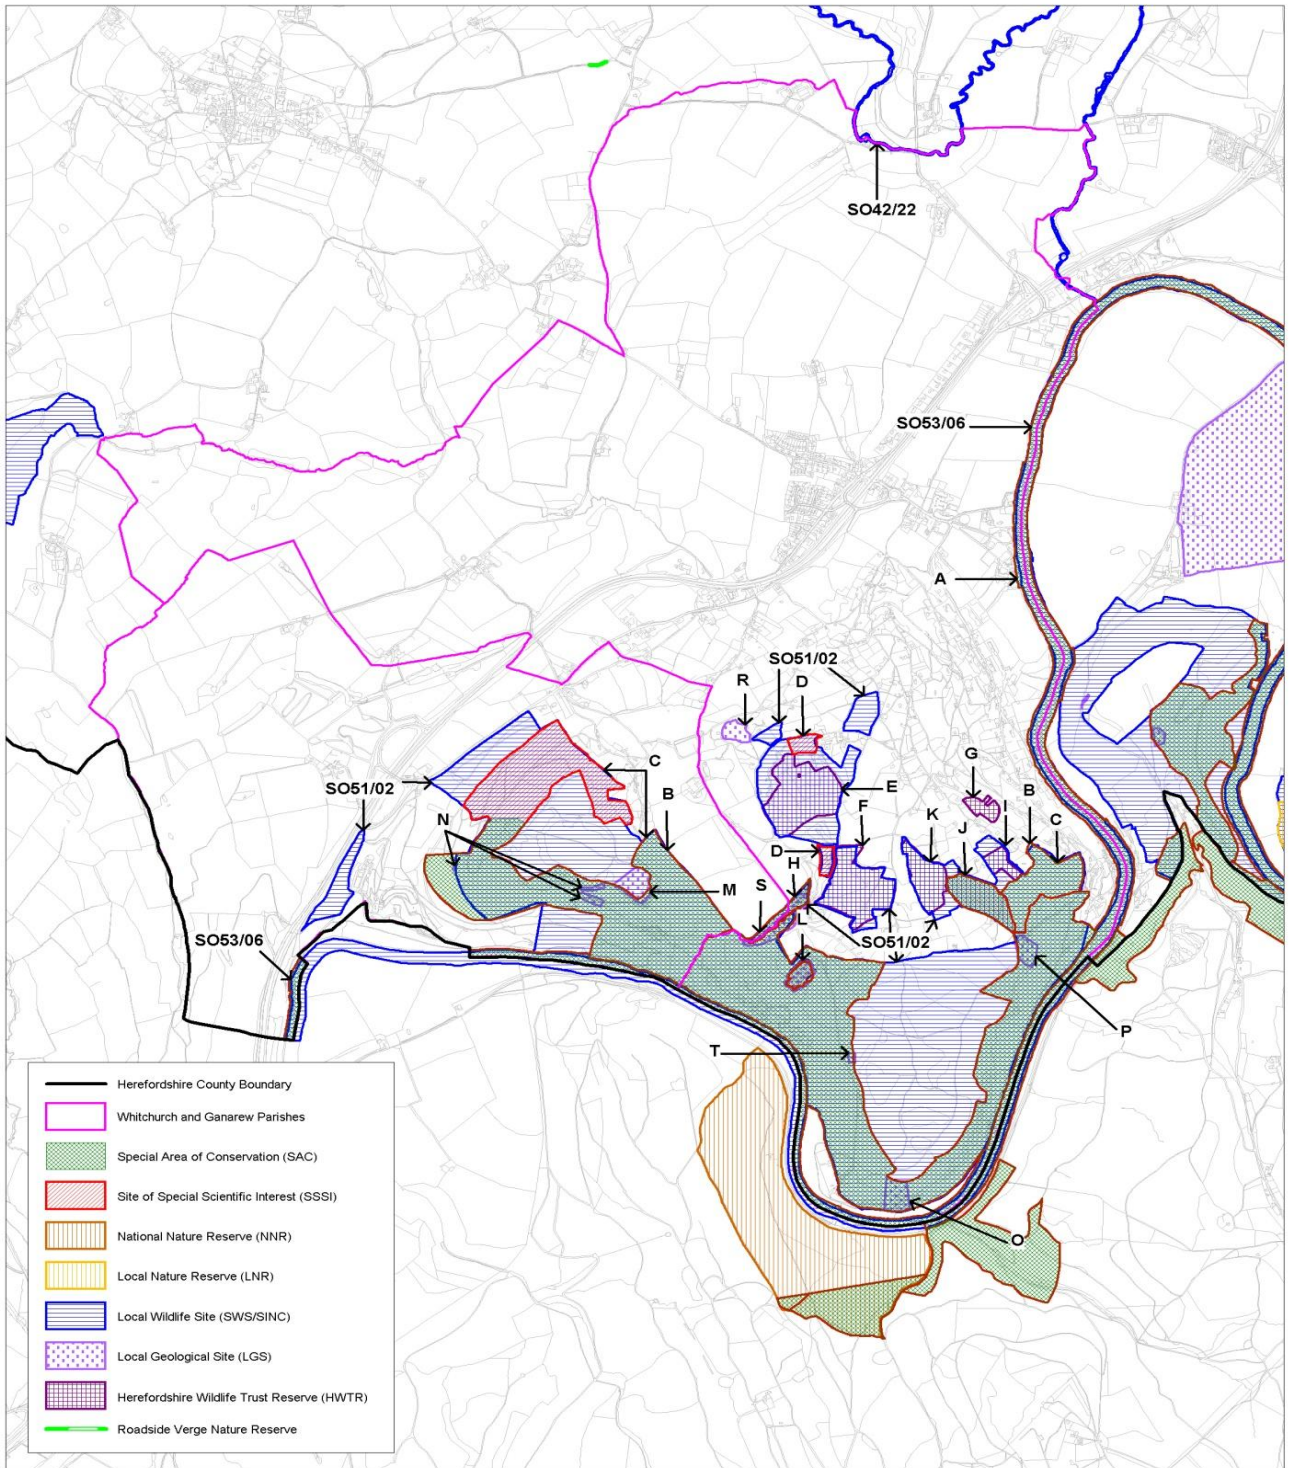 SO42/22
SO53/06
A
SO51/02
R
D
G
C
B
SO51/02
E
F
K
J
I
B
C
N
D
H
M
S
L
SO51/02
SO53/06
P
T
O
Herefordshire County Boundary
Whitchurch and Ganarew Parishes
Special Area of Conservation (SAC)
Site of Special Scientific Interest (SSSI)
National Nature Reserve (NNR)
Local Nature Reserve (LNR)
Local Wildlife Site (SWS/SINC)
Local Geological Site (LGS)
Herefordshire Wildlife Trust Reserve (HWTR)
Roadside Verge Nature Reserve